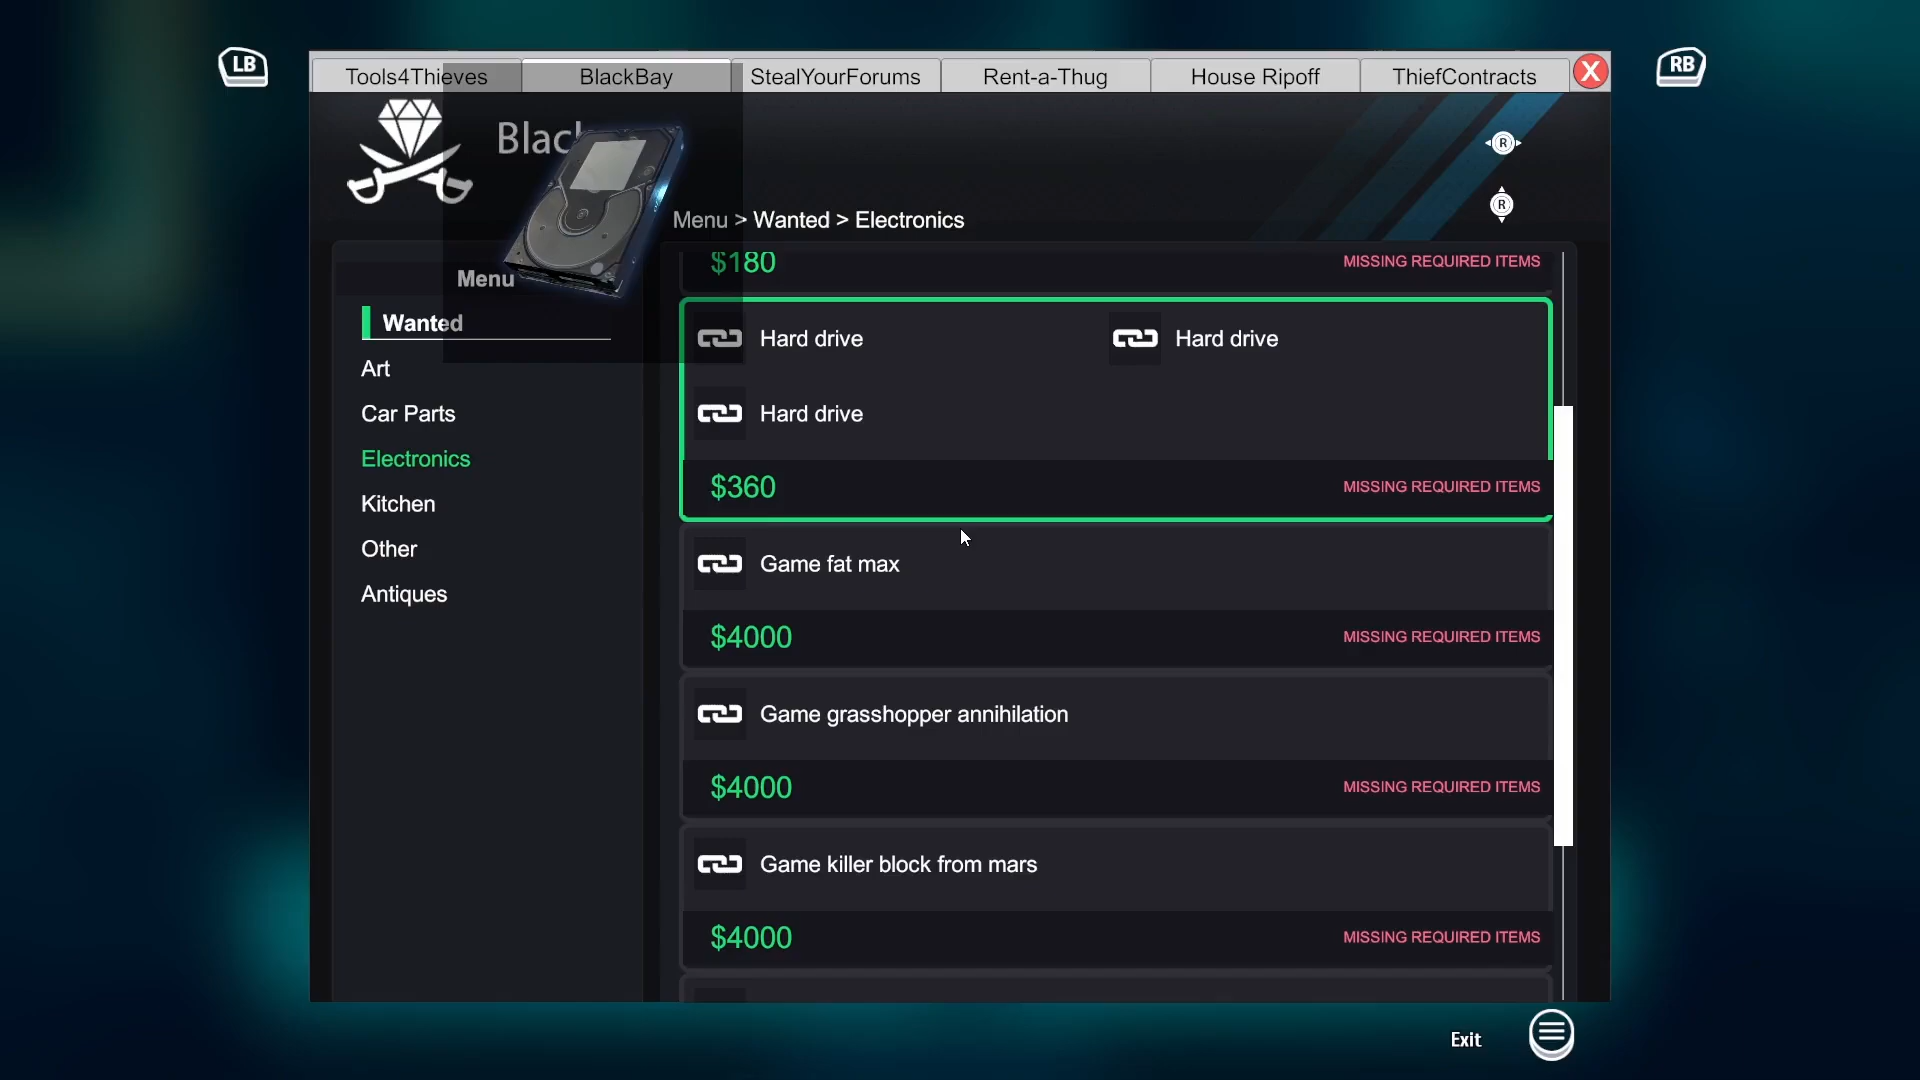 LB
RB
Tools4Thieves BlackBay StealYourForums Rent-a-Thug House Ripoff ThiefContracts X
R
R
Menu > Wanted > Electronics
Menu
Wanted
Art
Car Parts
Electronics
Kitchen
Other
Antiques
$180 MISSING REQUIRED ITEMS
Hard drive Hard drive
Hard drive
$360 MISSING REQUIRED ITEMS
Game fat max
$4000 MISSING REQUIRED ITEMS
Game grasshopper annihilation
$4000 MISSING REQUIRED ITEMS
Game killer block from mars
$4000 MISSING REQUIRED ITEMS
Exit